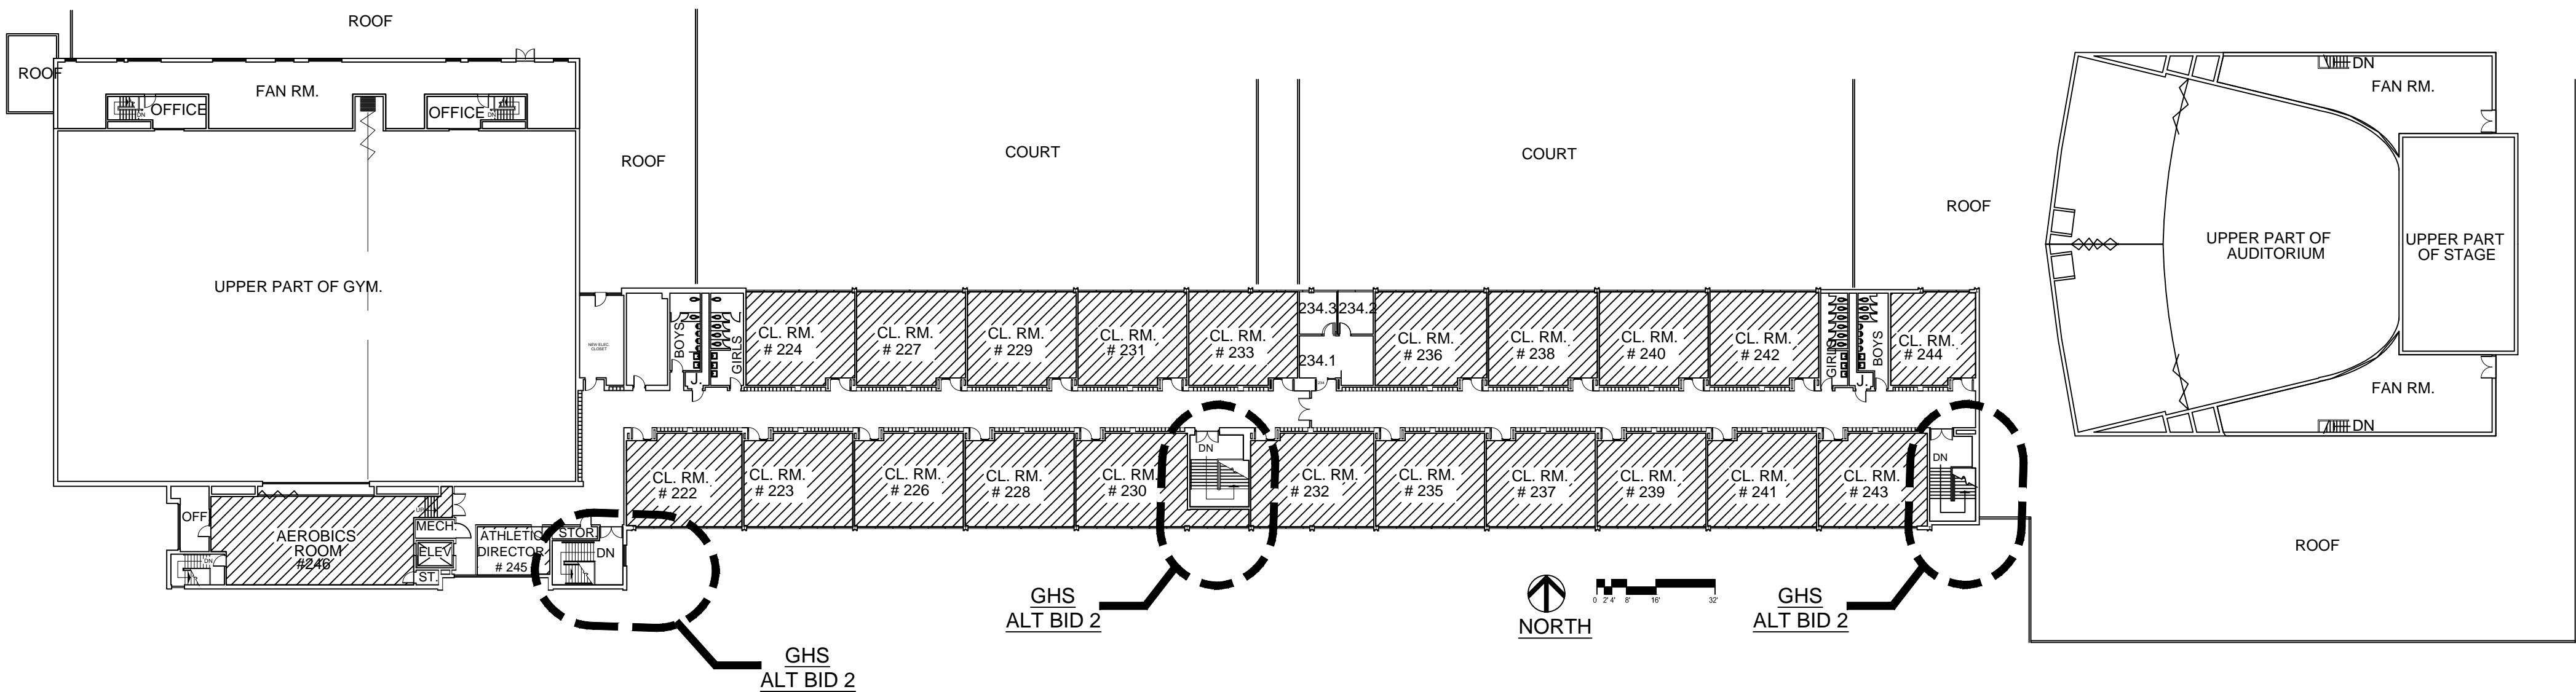 ROOF
ROOF
FAN RM.
OFFICE
DN
OFFICE
DN
UPPER PART OF GYM.
ROOF
COURT
COURT
ROOF
DN
FAN RM.
UPPER PART OF
AUDITORIUM
UPPER PART
OF STAGE
FAN RM.
DN
NEW ELEC.
CLOSET
BOYS
J.
GIRLS
CL. RM.
# 224
CL. RM.
# 227
CL. RM.
# 229
CL. RM.
# 231
CL. RM.
# 233
234.3
234.2
234.1
CL. RM.
# 236
CL. RM.
# 238
CL. RM.
# 240
CL. RM.
# 242
GIRLS
J.
BOYS
CL. RM.
# 244
CL. RM.
# 222
CL. RM.
# 223
CL. RM.
# 226
CL. RM.
# 228
CL. RM.
# 230
DN
CL. RM.
# 232
CL. RM.
# 235
CL. RM.
# 237
CL. RM.
# 239
CL. RM.
# 241
CL. RM.
# 243
DN
OFF
DN
AEROBICS
ROOM
#246
MECH.
ELEV
ST.
ATHLETIC
DIRECTOR
# 245
STOR.
DN
ROOF
GHS
ALT BID 2
GHS
ALT BID 2
NORTH
0 2' 4' 8' 16' 32'
GHS
ALT BID 2